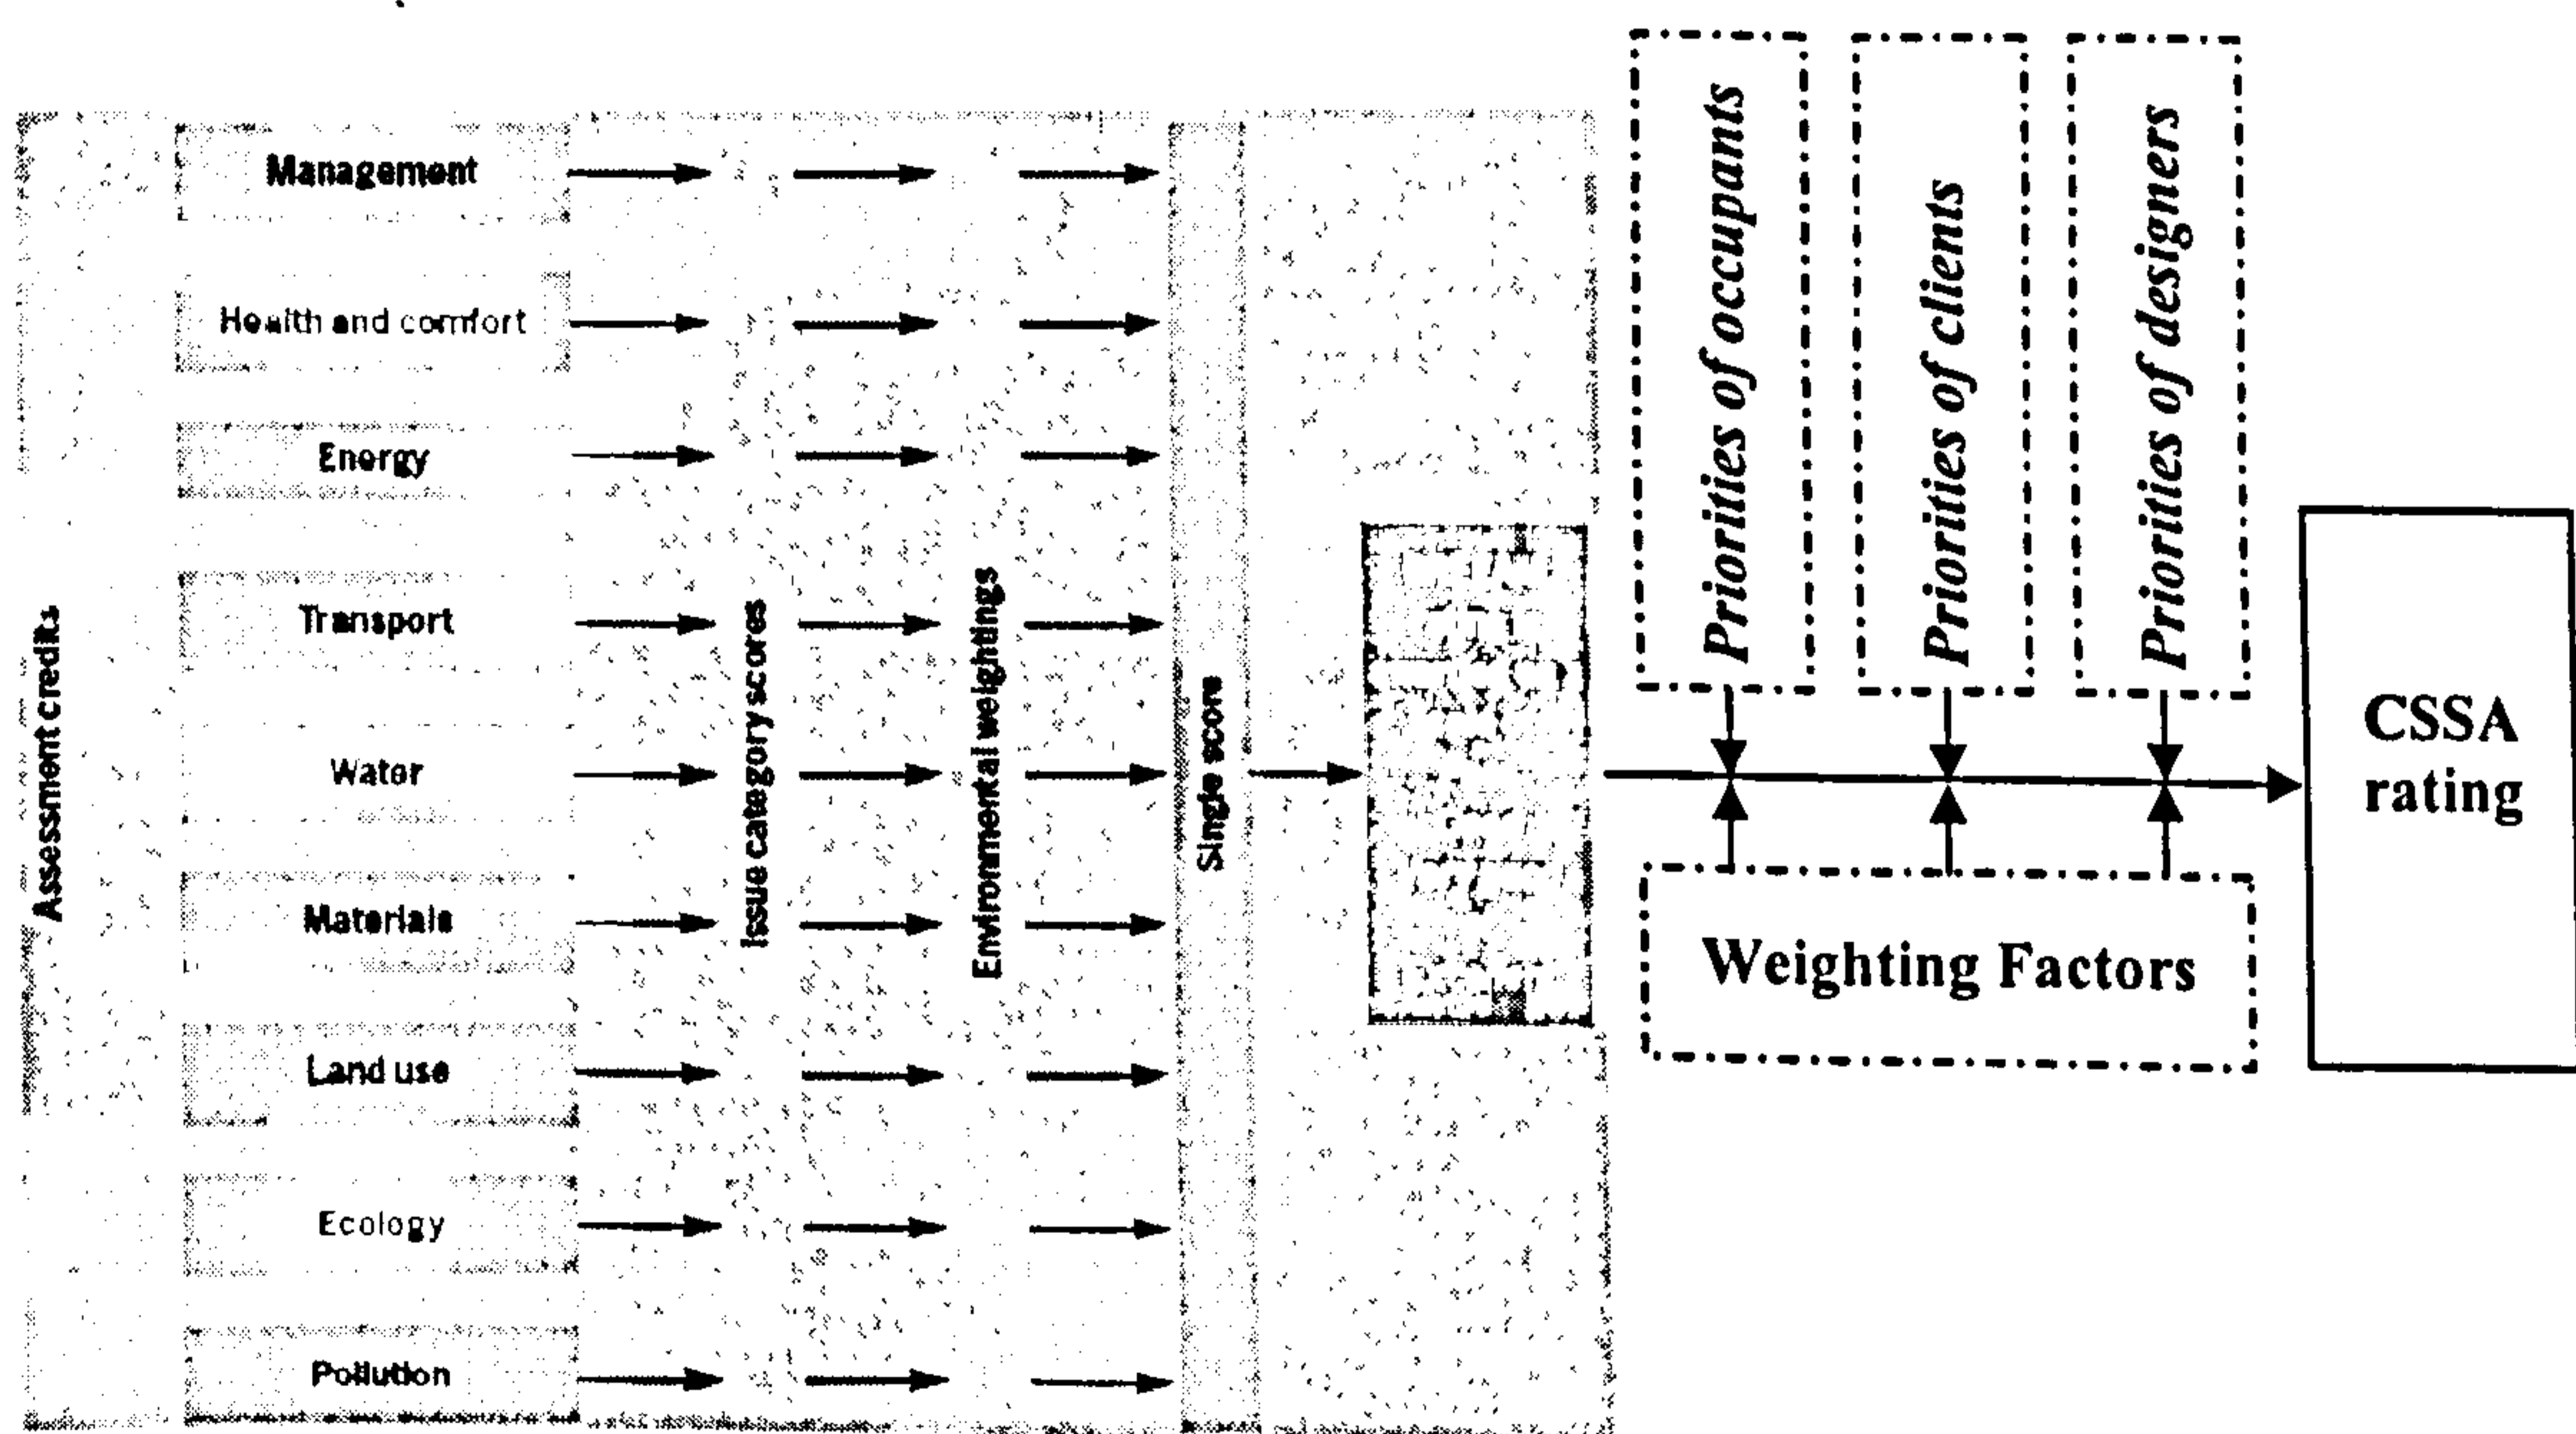 Assessment credits
Management
Health and comfort
Energy
Transport
Water
Materials
Land use
Ecology
Pollution
Issue category scores
Environmental weightings
Single score
Priorities of occupants
Priorities of clients
Priorities of designers
Weighting Factors
CSSA
rating